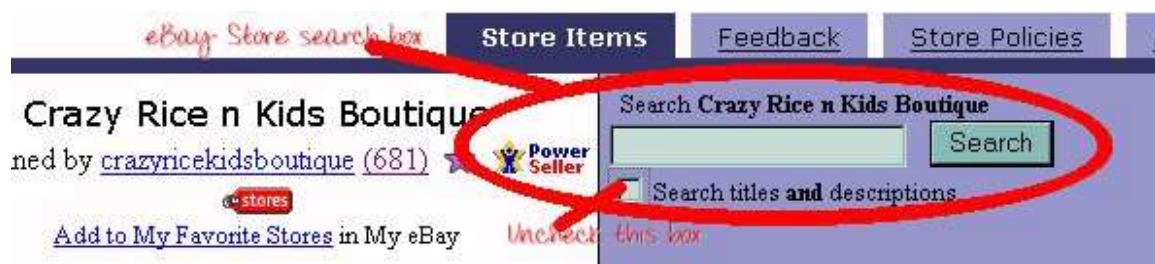 eBay Store search box
Store Items Feedback Store Policies
Crazy Rice n Kids Boutique
Search Crazy Rice n Kids Boutique
Search
ned by crazyricekidsboutique (681) Power Seller
Search titles and descriptions
stores
Add to My Favorite Stores in My eBay
Uncheck this box